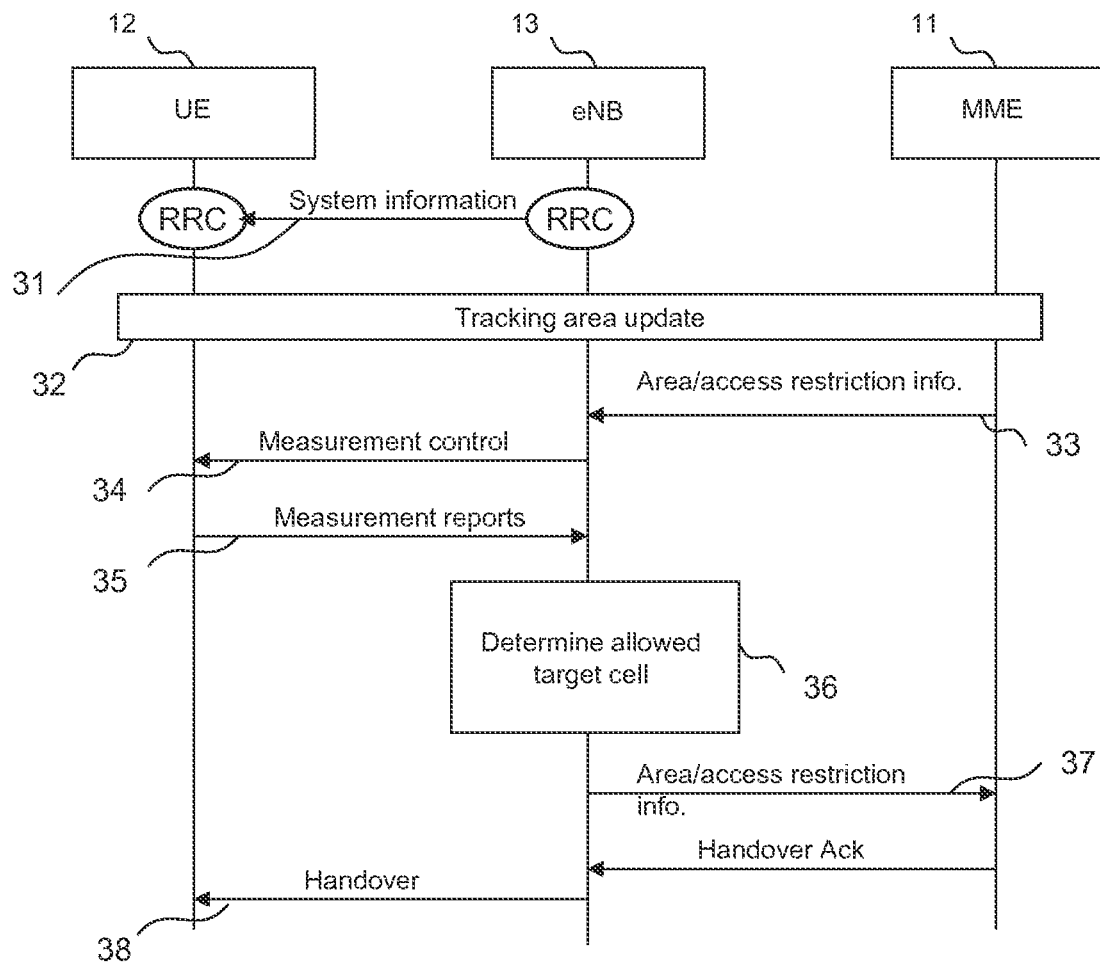 12
13
11
UE
eNB
MME
RRC
System information
RRC
31
Tracking area update
32
Area/access restriction info.
33
Measurement control
34
Measurement reports
35
Determine allowed
target cell
36
Area/access restriction
info.
37
Handover Ack
Handover
38